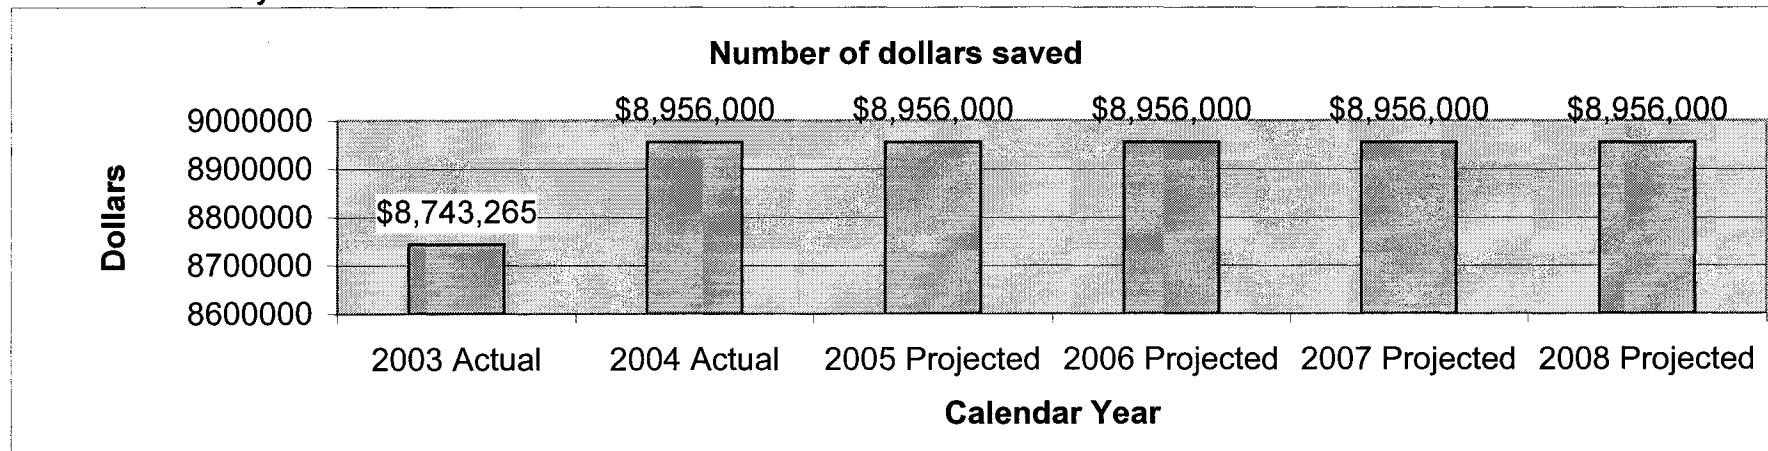 Number of dollars saved
$8,956,000 $8,956,000 $8,956,000 $8,956,000 $8,956,000
9000000
8900000
$8,743,265
8800000
8700000
8600000
Dollars
2003 Actual 2004 Actual 2005 Projected 2006 Projected 2007 Projected 2008 Projected
Calendar Year